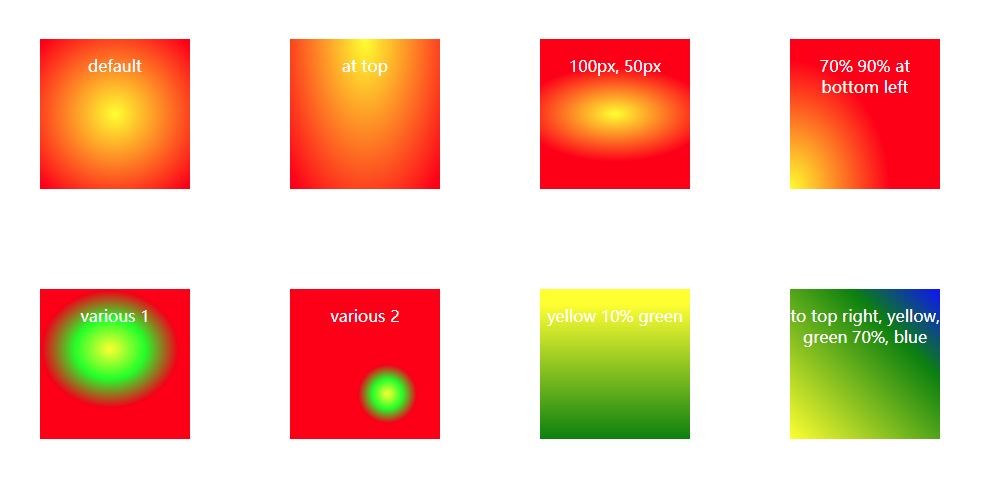 default
at top
100px, 50px
70% 90% at
bottom left
various 1
various 2
yellow 10% green
to top right, yellow,
green 70%, blue